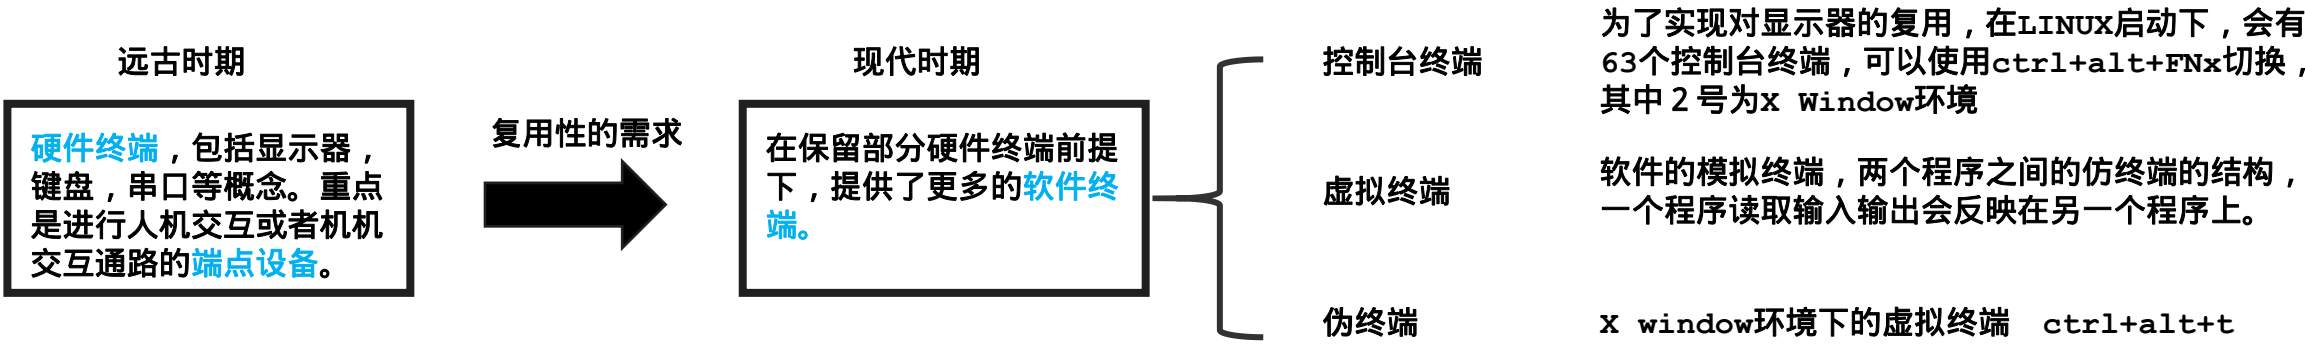 远古时期
硬件终端，包括显示器，
键盘，串口等概念。重点
是进行人机交互或者机机
交互通路的端点设备。
复用性的需求
现代时期
在保留部分硬件终端前提
下，提供了更多的软件终
端。
控制台终端
为了实现对显示器的复用，在LINUX启动下，会有
63个控制台终端，可以使用ctrl+alt+FNx切换，
其中2号为X Window环境
虚拟终端
软件的模拟终端，两个程序之间的仿终端的结构，
一个程序读取输入输出会反映在另一个程序上。
伪终端
X window环境下的虚拟终端 ctrl+alt+t